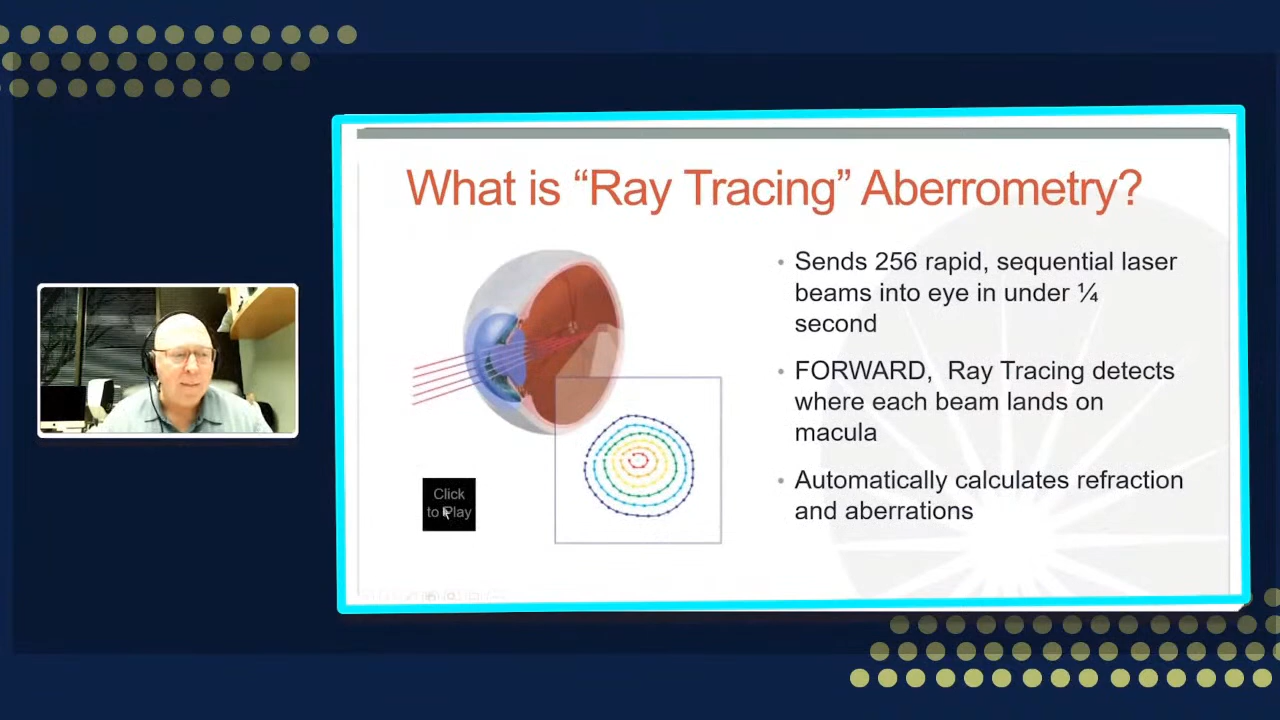 What is “Ray Tracing” Aberrometry?
• Sends 256 rapid, sequential laser
beams into eye in under ¼
second
• FORWARD,  Ray Tracing detects
where each beam lands on
macula
• Automatically calculates refraction
and aberrations
Click
to Play